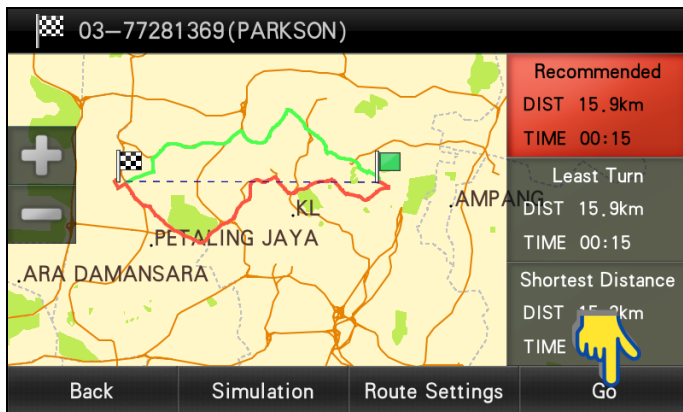 03-77281369(PARKSON)
Recommended
DIST 15.9km
TIME 00:15
Least Turn
DIST 15.9km
TIME 00:15
Shortest Distance
DIST km
TIME
.KL
.AMPANG
.PETALING JAYA
.ARA DAMANSARA
Back
Simulation
Route Settings
Go